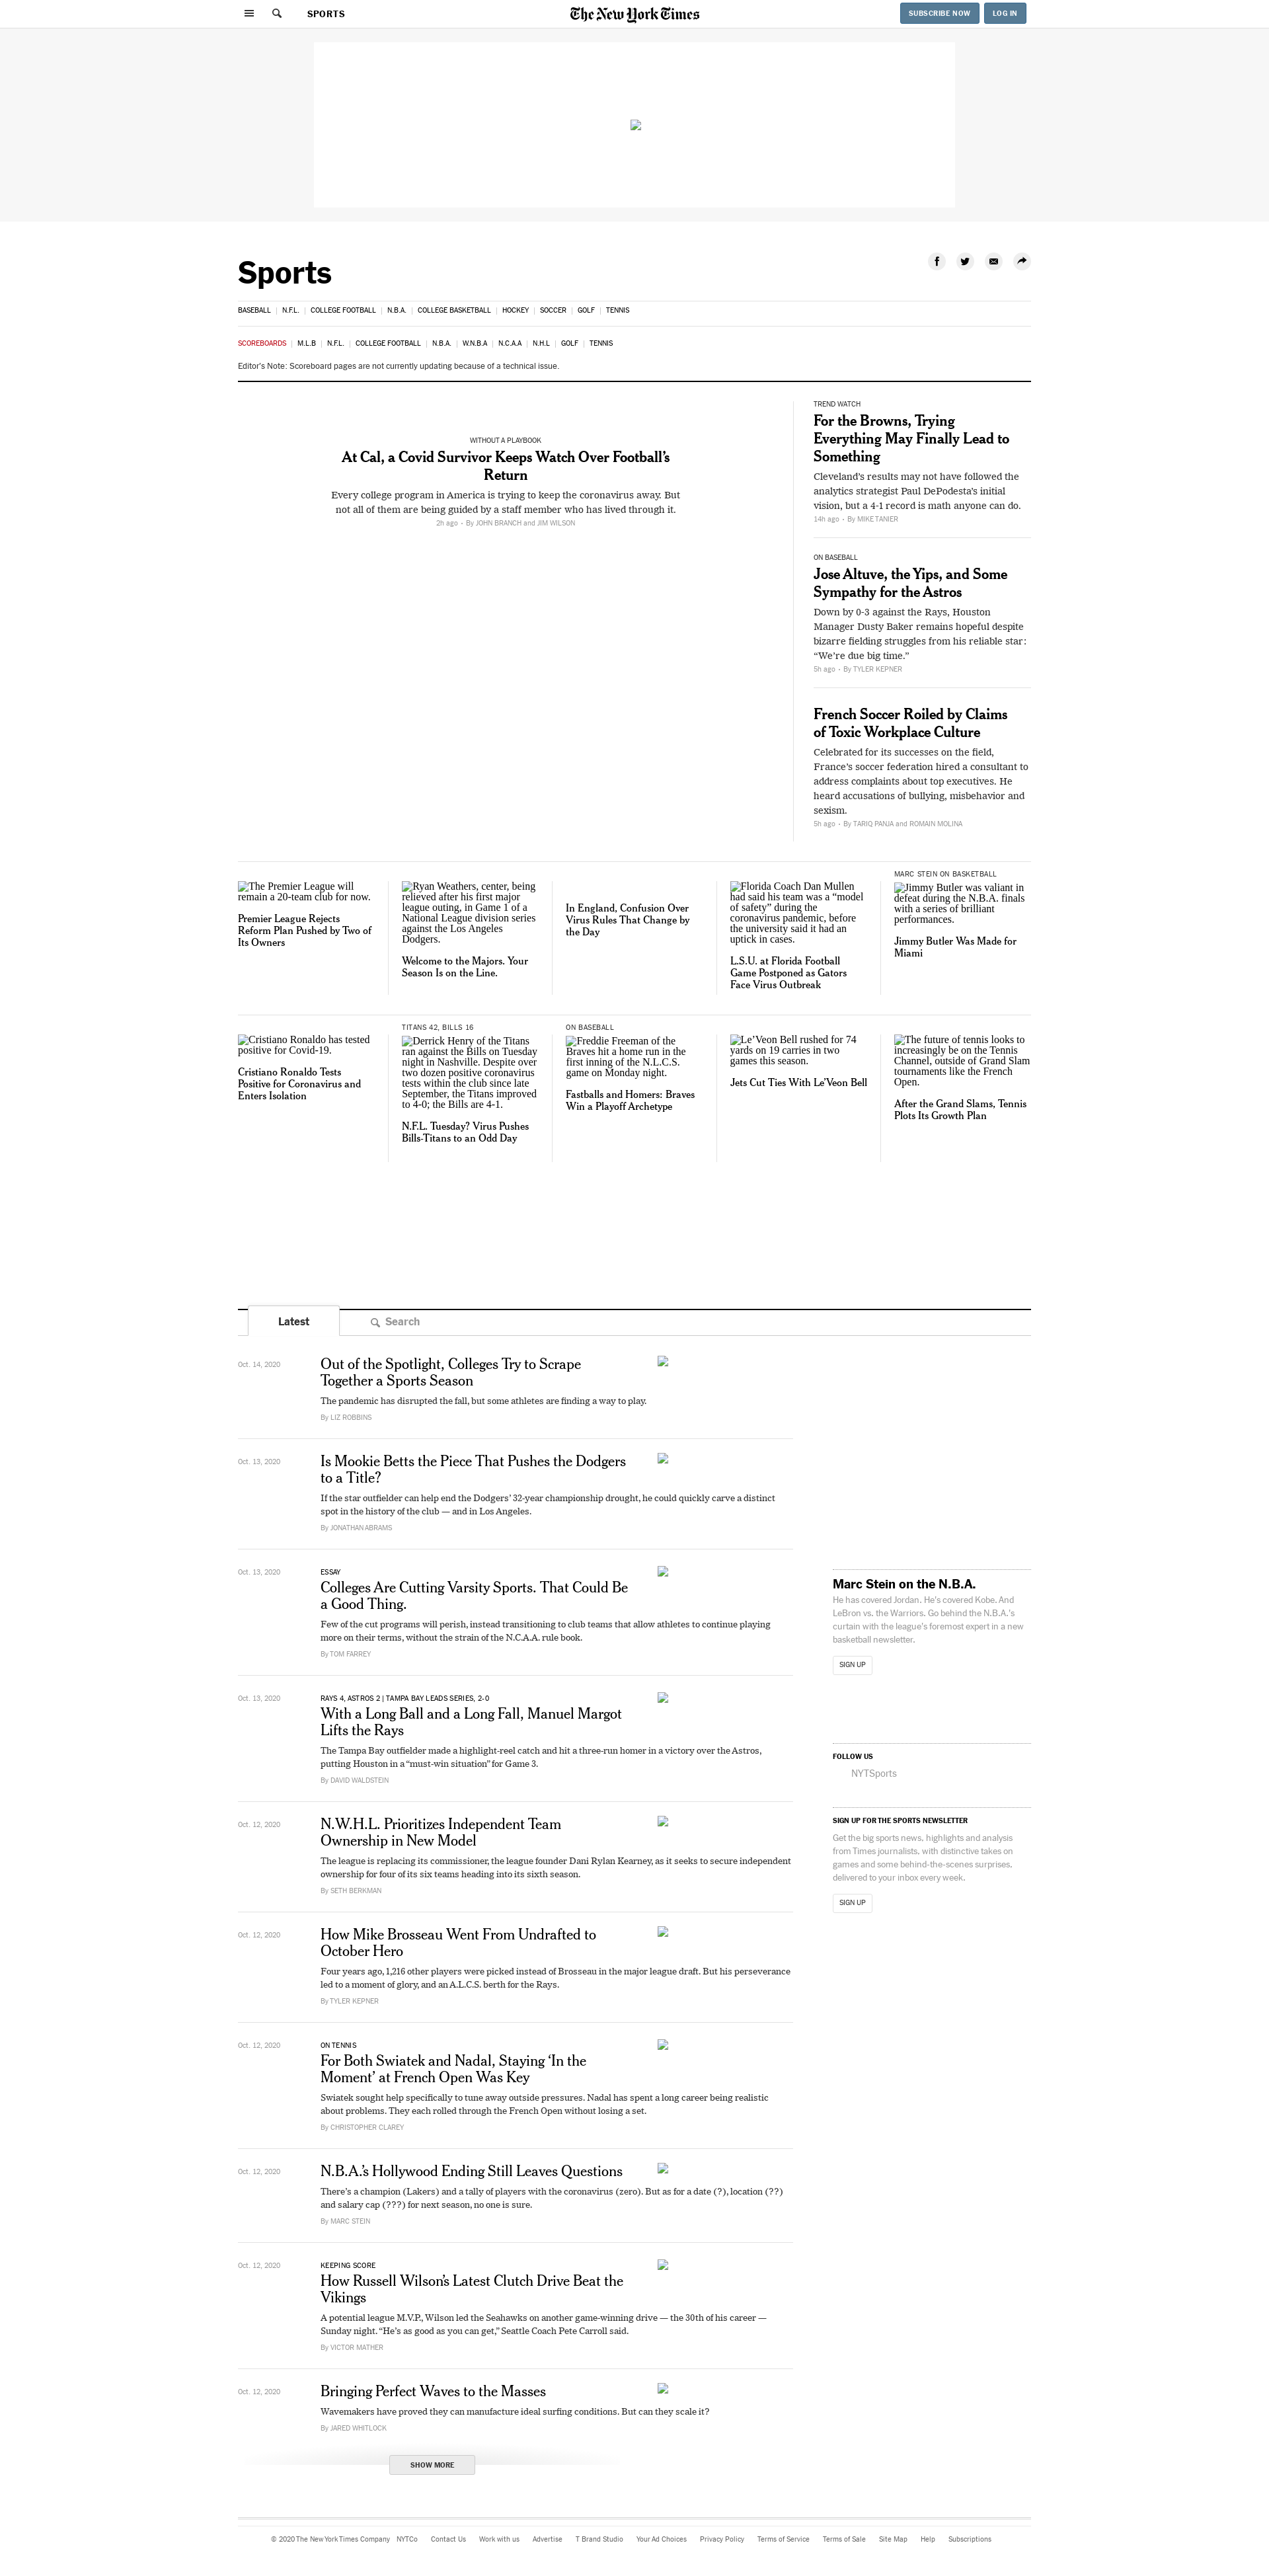 SPORTS
The New York Times
SUBSCRIBE NOW
LOG IN
Sports
BASEBALL | N.F.L. | COLLEGE FOOTBALL | N.B.A. | COLLEGE BASKETBALL | HOCKEY | SOCCER | GOLF | TENNIS
SCOREBOARDS | M.L.B | N.F.L. | COLLEGE FOOTBALL | N.B.A. | W.N.B.A | N.C.A.A | N.H.L | GOLF | TENNIS
Editor's Note: Scoreboard pages are not currently updating because of a technical issue.
WITHOUT A PLAYBOOK
At Cal, a Covid Survivor Keeps Watch Over Football’s
Return
Every college program in America is trying to keep the coronavirus away. But
not all of them are being guided by a staff member who has lived through it.
2h ago · By JOHN BRANCH and JIM WILSON
TREND WATCH
For the Browns, Trying
Everything May Finally Lead to
Something
Cleveland’s results may not have followed the
analytics strategist Paul DePodesta’s initial
vision, but a 4-1 record is math anyone can do.
14h ago · By MIKE TANIER
ON BASEBALL
Jose Altuve, the Yips, and Some
Sympathy for the Astros
Down by 0-3 against the Rays, Houston
Manager Dusty Baker remains hopeful despite
bizarre fielding struggles from his reliable star:
“We’re due big time.”
5h ago · By TYLER KEPNER
French Soccer Roiled by Claims
of Toxic Workplace Culture
Celebrated for its successes on the field,
France’s soccer federation hired a consultant to
address complaints about top executives. He
heard accusations of bullying, misbehavior and
sexism.
5h ago · By TARIQ PANJA and ROMAIN MOLINA
The Premier League will
remain a 20-team club for now.
Premier League Rejects
Reform Plan Pushed by Two of
Its Owners
Ryan Weathers, center, being
relieved after his first major
league outing, in Game 1 of a
National League division series
against the Los Angeles
Dodgers.
Welcome to the Majors. Your
Season Is on the Line.
In England, Confusion Over
Virus Rules That Change by
the Day
Florida Coach Dan Mullen
had said his team was a “model
of safety” during the
coronavirus pandemic, before
the university said it had an
uptick in cases.
L.S.U. at Florida Football
Game Postponed as Gators
Face Virus Outbreak
MARC STEIN ON BASKETBALL
Jimmy Butler was valiant in
defeat during the N.B.A. finals
with a series of brilliant
performances.
Jimmy Butler Was Made for
Miami
Cristiano Ronaldo has tested
positive for Covid-19.
Cristiano Ronaldo Tests
Positive for Coronavirus and
Enters Isolation
TITANS 42, BILLS 16
Derrick Henry of the Titans
ran against the Bills on Tuesday
night in Nashville. Despite over
two dozen positive coronavirus
tests within the club since late
September, the Titans improved
to 4-0; the Bills are 4-1.
N.F.L. Tuesday? Virus Pushes
Bills-Titans to an Odd Day
ON BASEBALL
Freddie Freeman of the
Braves hit a home run in the
first inning of the N.L.C.S.
game on Monday night.
Fastballs and Homers: Braves
Win a Playoff Archetype
Le’Veon Bell rushed for 74
yards on 19 carries in two
games this season.
Jets Cut Ties With Le’Veon Bell
The future of tennis looks to
increasingly be on the Tennis
Channel, outside of Grand Slam
tournaments like the French
Open.
After the Grand Slams, Tennis
Plots Its Growth Plan
Latest
Search
Oct. 14, 2020
Out of the Spotlight, Colleges Try to Scrape
Together a Sports Season
The pandemic has disrupted the fall, but some athletes are finding a way to play.
By LIZ ROBBINS
Oct. 13, 2020
Is Mookie Betts the Piece That Pushes the Dodgers
to a Title?
If the star outfielder can help end the Dodgers’ 32-year championship drought, he could quickly carve a distinct
spot in the history of the club — and in Los Angeles.
By JONATHAN ABRAMS
Oct. 13, 2020
ESSAY
Colleges Are Cutting Varsity Sports. That Could Be
a Good Thing.
Few of the cut programs will perish, instead transitioning to club teams that allow athletes to continue playing
more on their terms, without the strain of the N.C.A.A. rule book.
By TOM FARREY
Oct. 13, 2020
RAYS 4, ASTROS 2 | TAMPA BAY LEADS SERIES, 2-0
With a Long Ball and a Long Fall, Manuel Margot
Lifts the Rays
The Tampa Bay outfielder made a highlight-reel catch and hit a three-run homer in a victory over the Astros,
putting Houston in a “must-win situation” for Game 3.
By DAVID WALDSTEIN
Oct. 12, 2020
N.W.H.L. Prioritizes Independent Team
Ownership in New Model
The league is replacing its commissioner, the league founder Dani Rylan Kearney, as it seeks to secure independent
ownership for four of its six teams heading into its sixth season.
By SETH BERKMAN
Oct. 12, 2020
How Mike Brosseau Went From Undrafted to
October Hero
Four years ago, 1,216 other players were picked instead of Brosseau in the major league draft. But his perseverance
led to a moment of glory, and an A.L.C.S. berth for the Rays.
By TYLER KEPNER
Oct. 12, 2020
ON TENNIS
For Both Swiatek and Nadal, Staying ‘In the
Moment’ at French Open Was Key
Swiatek sought help specifically to tune away outside pressures. Nadal has spent a long career being realistic
about problems. They each rolled through the French Open without losing a set.
By CHRISTOPHER CLAREY
Oct. 12, 2020
N.B.A.’s Hollywood Ending Still Leaves Questions
There’s a champion (Lakers) and a tally of players with the coronavirus (zero). But as for a date (?), location (??)
and salary cap (???) for next season, no one is sure.
By MARC STEIN
Oct. 12, 2020
KEEPING SCORE
How Russell Wilson’s Latest Clutch Drive Beat the
Vikings
A potential league M.V.P., Wilson led the Seahawks on another game-winning drive — the 30th of his career —
Sunday night. “He’s as good as you can get,” Seattle Coach Pete Carroll said.
By VICTOR MATHER
Oct. 12, 2020
Bringing Perfect Waves to the Masses
Wavemakers have proved they can manufacture ideal surfing conditions. But can they scale it?
By JARED WHITLOCK
SHOW MORE
Marc Stein on the N.B.A.
He has covered Jordan. He’s covered Kobe. And
LeBron vs. the Warriors. Go behind the N.B.A.’s
curtain with the league’s foremost expert in a new
basketball newsletter.
SIGN UP
FOLLOW US
NYTSports
SIGN UP FOR THE SPORTS NEWSLETTER
Get the big sports news, highlights and analysis
from Times journalists, with distinctive takes on
games and some behind-the-scenes surprises,
delivered to your inbox every week.
SIGN UP
© 2020 The New York Times Company NYTCo Contact Us Work with us Advertise T Brand Studio Your Ad Choices Privacy Policy Terms of Service Terms of Sale Site Map Help Subscriptions